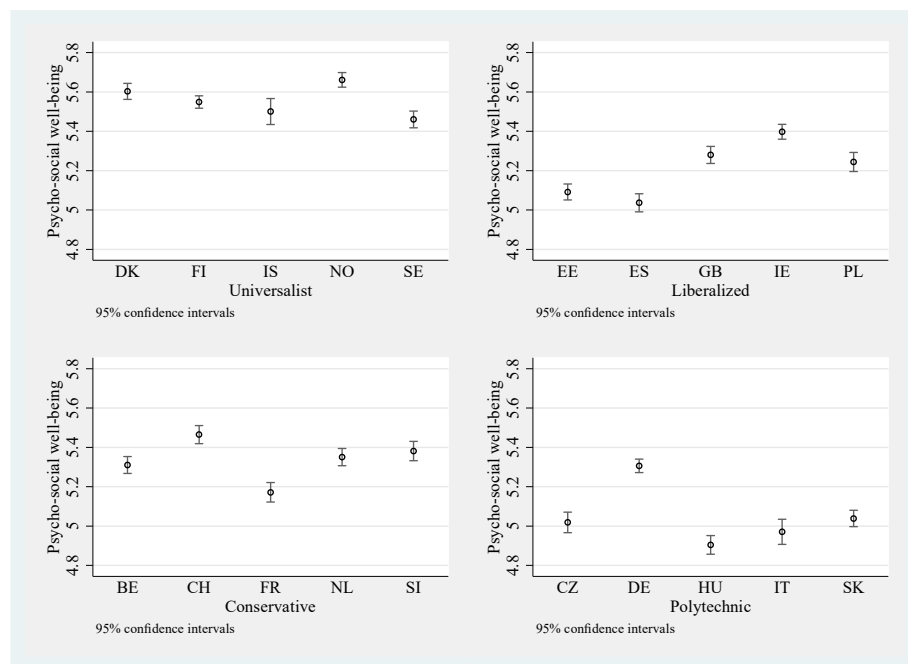 Psycho-social well-being
5.8
5.6
5.4
5.2
5
4.8
DK FI IS NO SE
Universalist
95% confidence intervals
Psycho-social well-being
5.8
5.6
5.4
5.2
5
4.8
EE ES GB IE PL
Liberalized
95% confidence intervals
Psycho-social well-being
5.8
5.6
5.4
5.2
5
4.8
BE CH FR NL SI
Conservative
95% confidence intervals
Psycho-social well-being
5.8
5.6
5.4
5.2
5
4.8
CZ DE HU IT SK
Polytechnic
95% confidence intervals